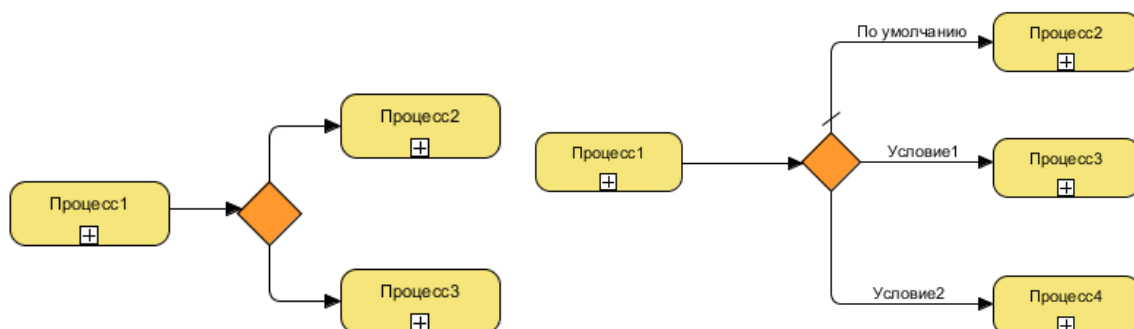 Процесс1
Процесс2
Процесс3
Процесс1
По умолчанию
Процесс2
Условие1
Процесс3
Условие2
Процесс4